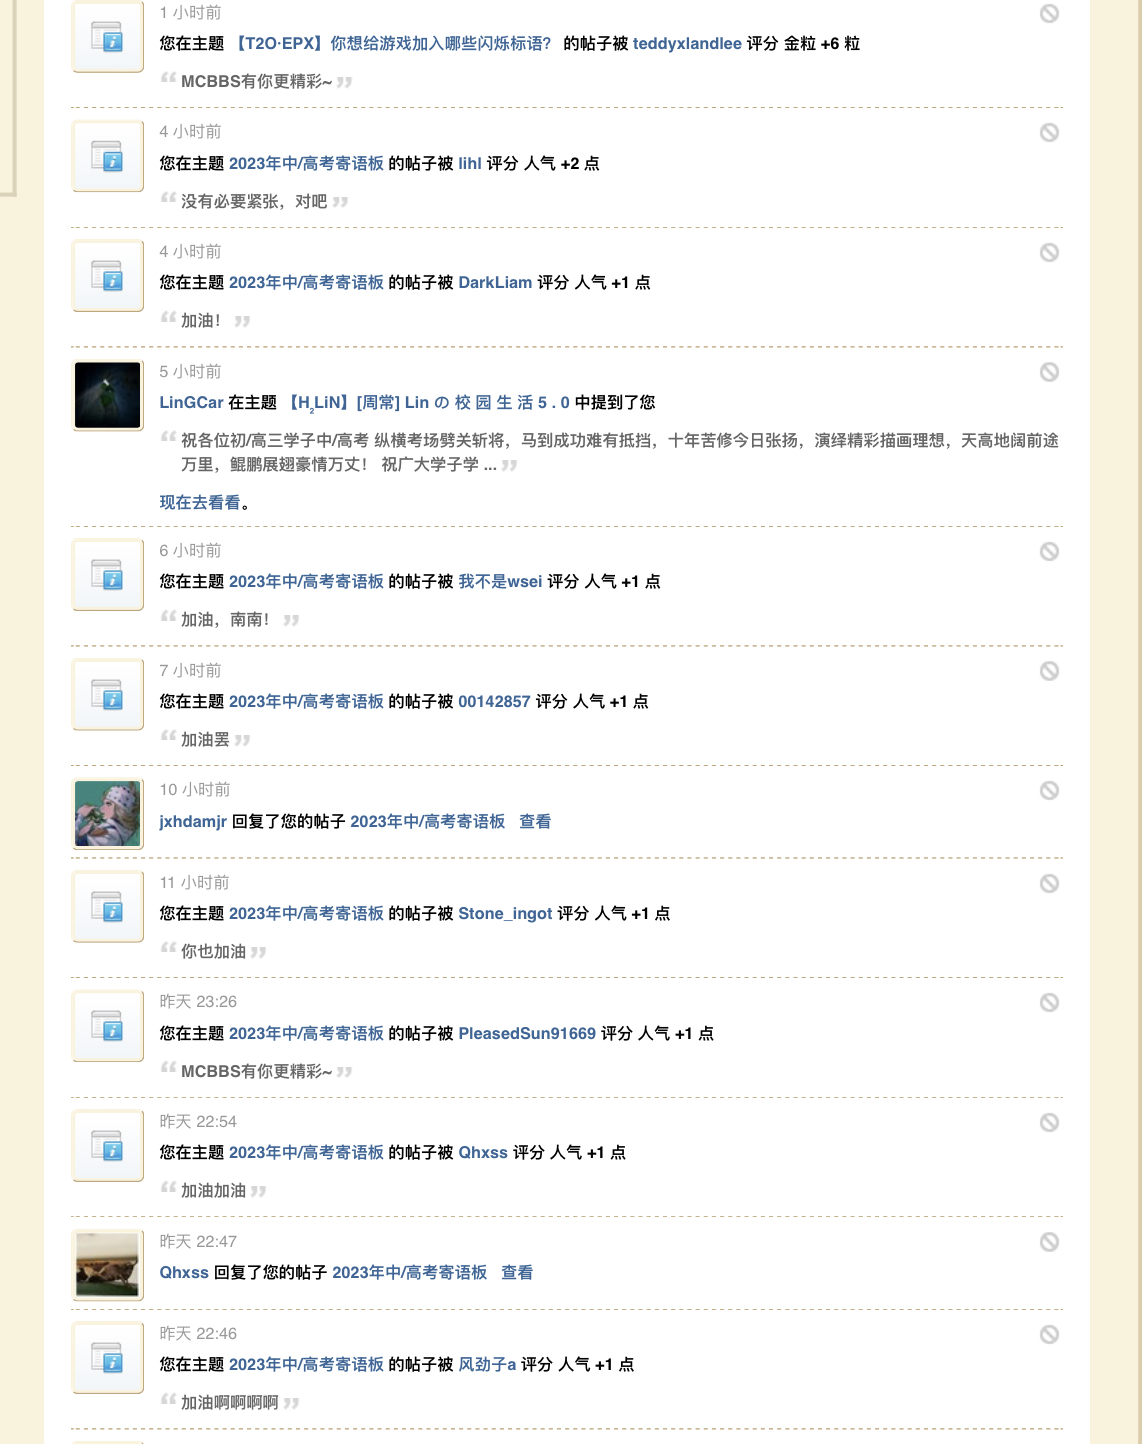 1 小时前
您在主题 【T2O·EPX】你想给游戏加入哪些闪烁标语？ 的帖子被 teddyxlandlee 评分 金粒 +6 粒
“ MCBBS有你更精彩~ ”
4 小时前
您在主题 2023年中/高考寄语板 的帖子被 lihl 评分 人气 +2 点
“ 没有必要紧张，对吧 ”
4 小时前
您在主题 2023年中/高考寄语板 的帖子被 DarkLiam 评分 人气 +1 点
“ 加油！ ”
5 小时前
LinGCar 在主题 【H₂LiN】[周常] Lin の 校 园 生 活 5 . 0 中提到了您
“ 祝各位初/高三学子中/高考 纵横考场劈关斩将，马到成功难有抵挡，十年苦修今日张扬，演绎精彩描画理想，天高地阔前途
万里，鲲鹏展翅豪情万丈！ 祝广大学子学 ... ”
现在去看看。
6 小时前
您在主题 2023年中/高考寄语板 的帖子被 我不是wsei 评分 人气 +1 点
“ 加油，南南！ ”
7 小时前
您在主题 2023年中/高考寄语板 的帖子被 00142857 评分 人气 +1 点
“ 加油罢 ”
10 小时前
jxhdamjr 回复了您的帖子 2023年中/高考寄语板 查看
11 小时前
您在主题 2023年中/高考寄语板 的帖子被 Stone_ingot 评分 人气 +1 点
“ 你也加油 ”
昨天 23:26
您在主题 2023年中/高考寄语板 的帖子被 PleasedSun91669 评分 人气 +1 点
“ MCBBS有你更精彩~ ”
昨天 22:54
您在主题 2023年中/高考寄语板 的帖子被 Qhxss 评分 人气 +1 点
“ 加油加油 ”
昨天 22:47
Qhxss 回复了您的帖子 2023年中/高考寄语板 查看
昨天 22:46
您在主题 2023年中/高考寄语板 的帖子被 风劲子a 评分 人气 +1 点
“ 加油啊啊啊啊 ”